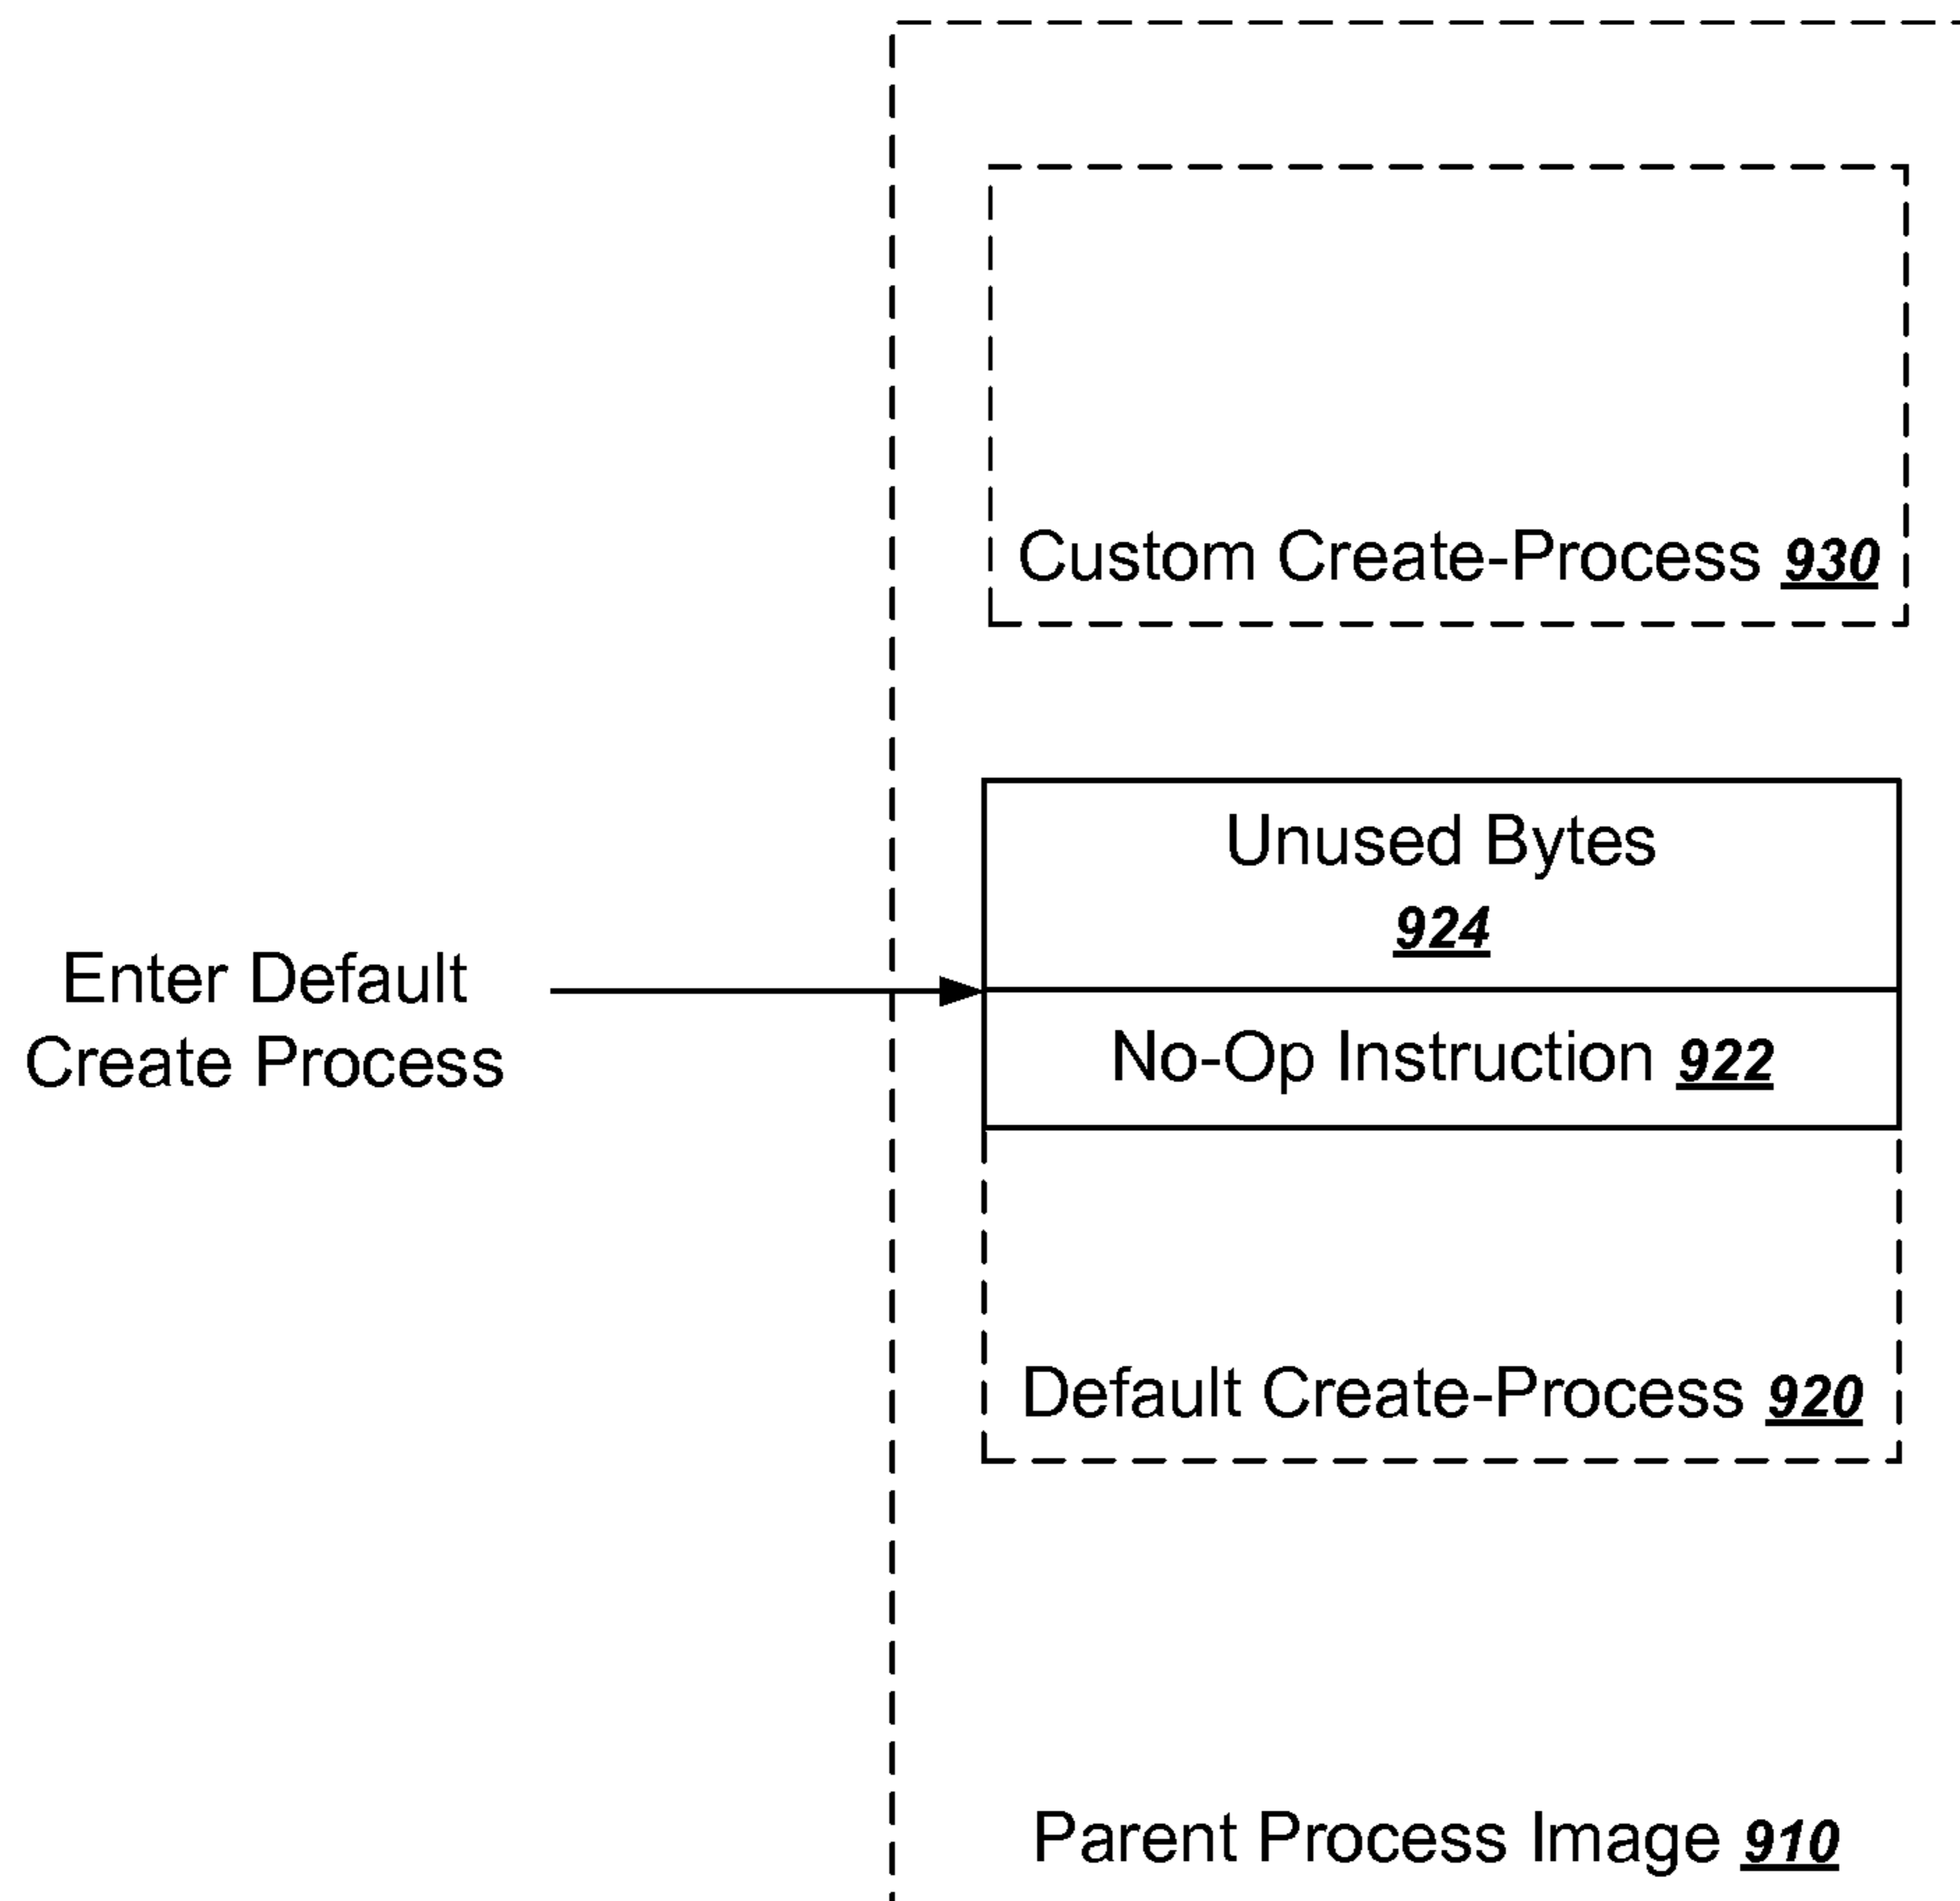 Custom Create-Process 930
Unused Bytes
924
Enter Default
Create Process
No-Op Instruction 922
Default Create-Process 920
Parent Process Image 910